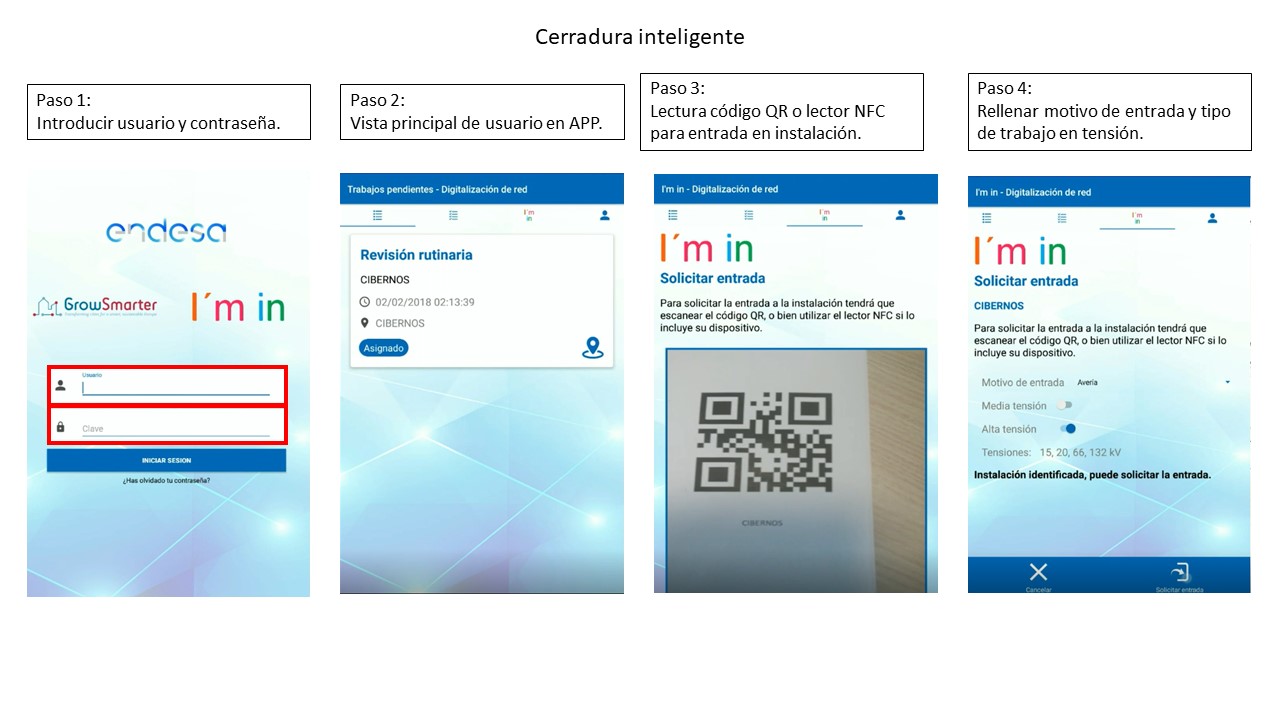 Cerradura inteligente
Paso 1:
Introducir usuario y contraseña.
Paso 2:
Vista principal de usuario en APP.
Paso 3:
Lectura código QR o lector NFC
para entrada en instalación.
Paso 4:
Rellenar motivo de entrada y tipo
de trabajo en tensión.
endesa
GrowSmarter
I´m in
Usuario
Clave
INICIAR SESION
¿Has olvidado tu contraseña?
Trabajos pendientes - Digitalización de red
I´m
in
Revisión rutinaria
CIBERNOS
02/02/2018 02:13:39
CIBERNOS
Asignado
I'm in - Digitalización de red
I´m
in
I´m in
Solicitar entrada
Para solicitar la entrada a la instalación tendrá que
escanear el código QR, o bien utilizar el lector NFC si lo
incluye su dispositivo.
CIBERNOS
I'm in - Digitalización de red
I´m
in
I´m in
Solicitar entrada
CIBERNOS
Para solicitar la entrada a la instalación tendrá que
escanear el código QR, o bien utilizar el lector NFC si lo
incluye su dispositivo.
Motivo de entrada Avería
Media tensión
Alta tensión
Tensiones: 15, 20, 66, 132 kV
Instalación identificada, puede solicitar la entrada.
Cancelar
Solicitar entrada